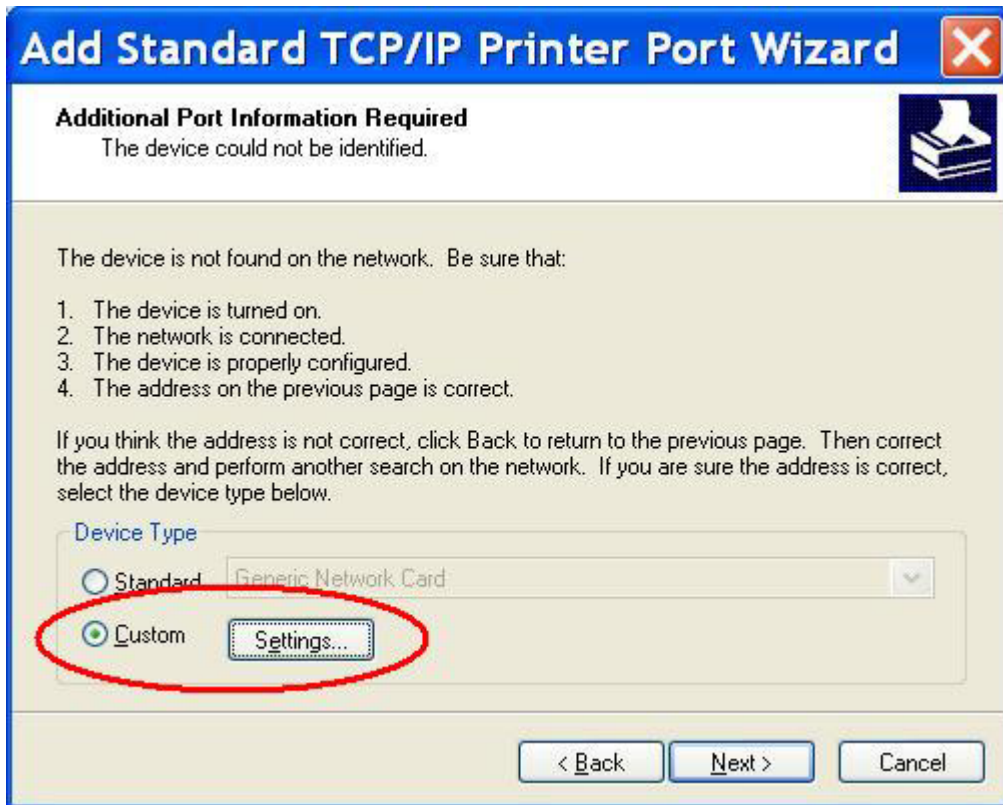 Add Standard TCP/IP Printer Port Wizard
Additional Port Information Required
The device could not be identified.
The device is not found on the network. Be sure that:
1. The device is turned on.
2. The network is connected.
3. The device is properly configured.
4. The address on the previous page is correct.
If you think the address is not correct, click Back to return to the previous page. Then correct
the address and perform another search on the network. If you are sure the address is correct,
select the device type below.
Device Type
Standard Generic Network Card
Custom Settings...
< Back Next > Cancel